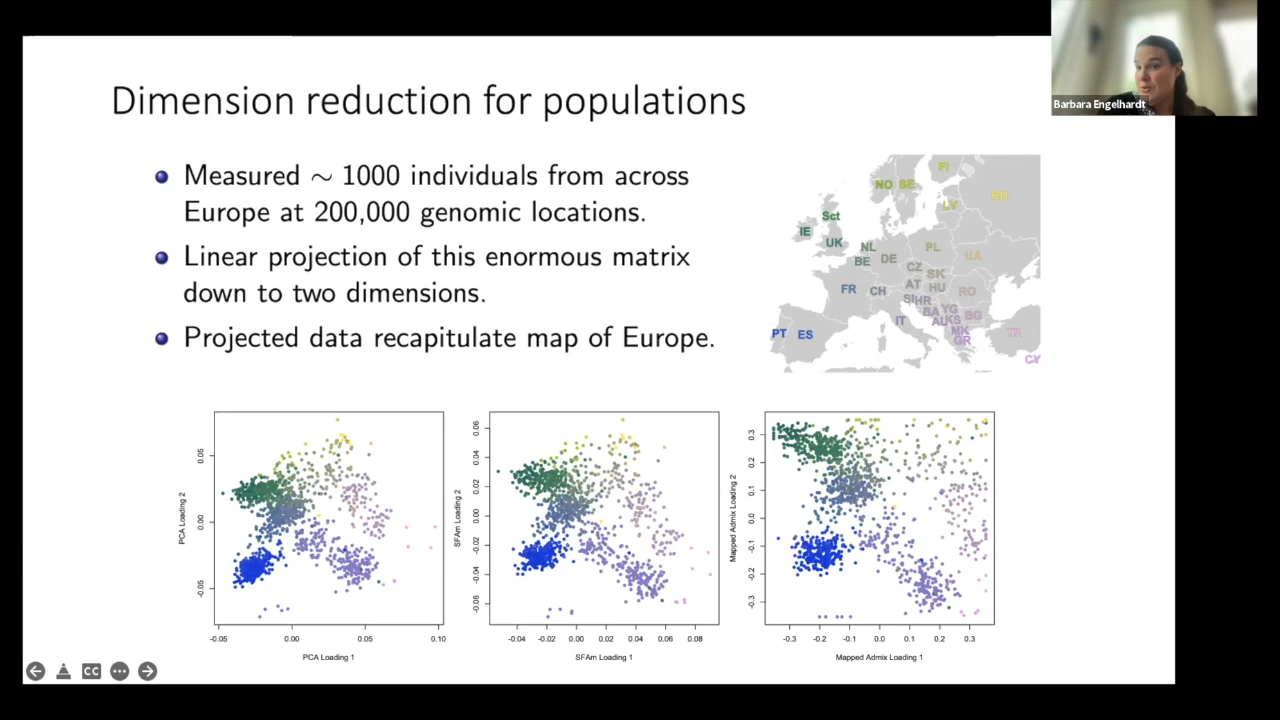 Barbara Engelhardt
Dimension reduction for populations
Measured ~ 1000 individuals from across
Europe at 200,000 genomic locations.
Linear projection of this enormous matrix
down to two dimensions.
Projected data recapitulate map of Europe.
FI
NO SE
LV
Sct
IE
UK
NL
PL
BE
DE
UA
CZ
SK
FR
CH
AT
HU
RO
SI
HR
BA
YG
BG
IT
KS
PT
ES
MK
GR
TR
CY
PCA Loading 2
0.05
0.00
-0.05
-0.05
0.00
0.05
0.10
PCA Loading 1
SFAm Loading 2
0.06
0.04
0.02
0.00
-0.02
-0.04
-0.06
-0.04
-0.02
0.00
0.02
0.04
0.06
0.08
SFAm Loading 1
Mapped Admix Loading 2
0.3
0.2
0.1
0.0
-0.1
-0.2
-0.3
-0.3
-0.2
-0.1
0.0
0.1
0.2
0.3
Mapped Admix Loading 1
CC